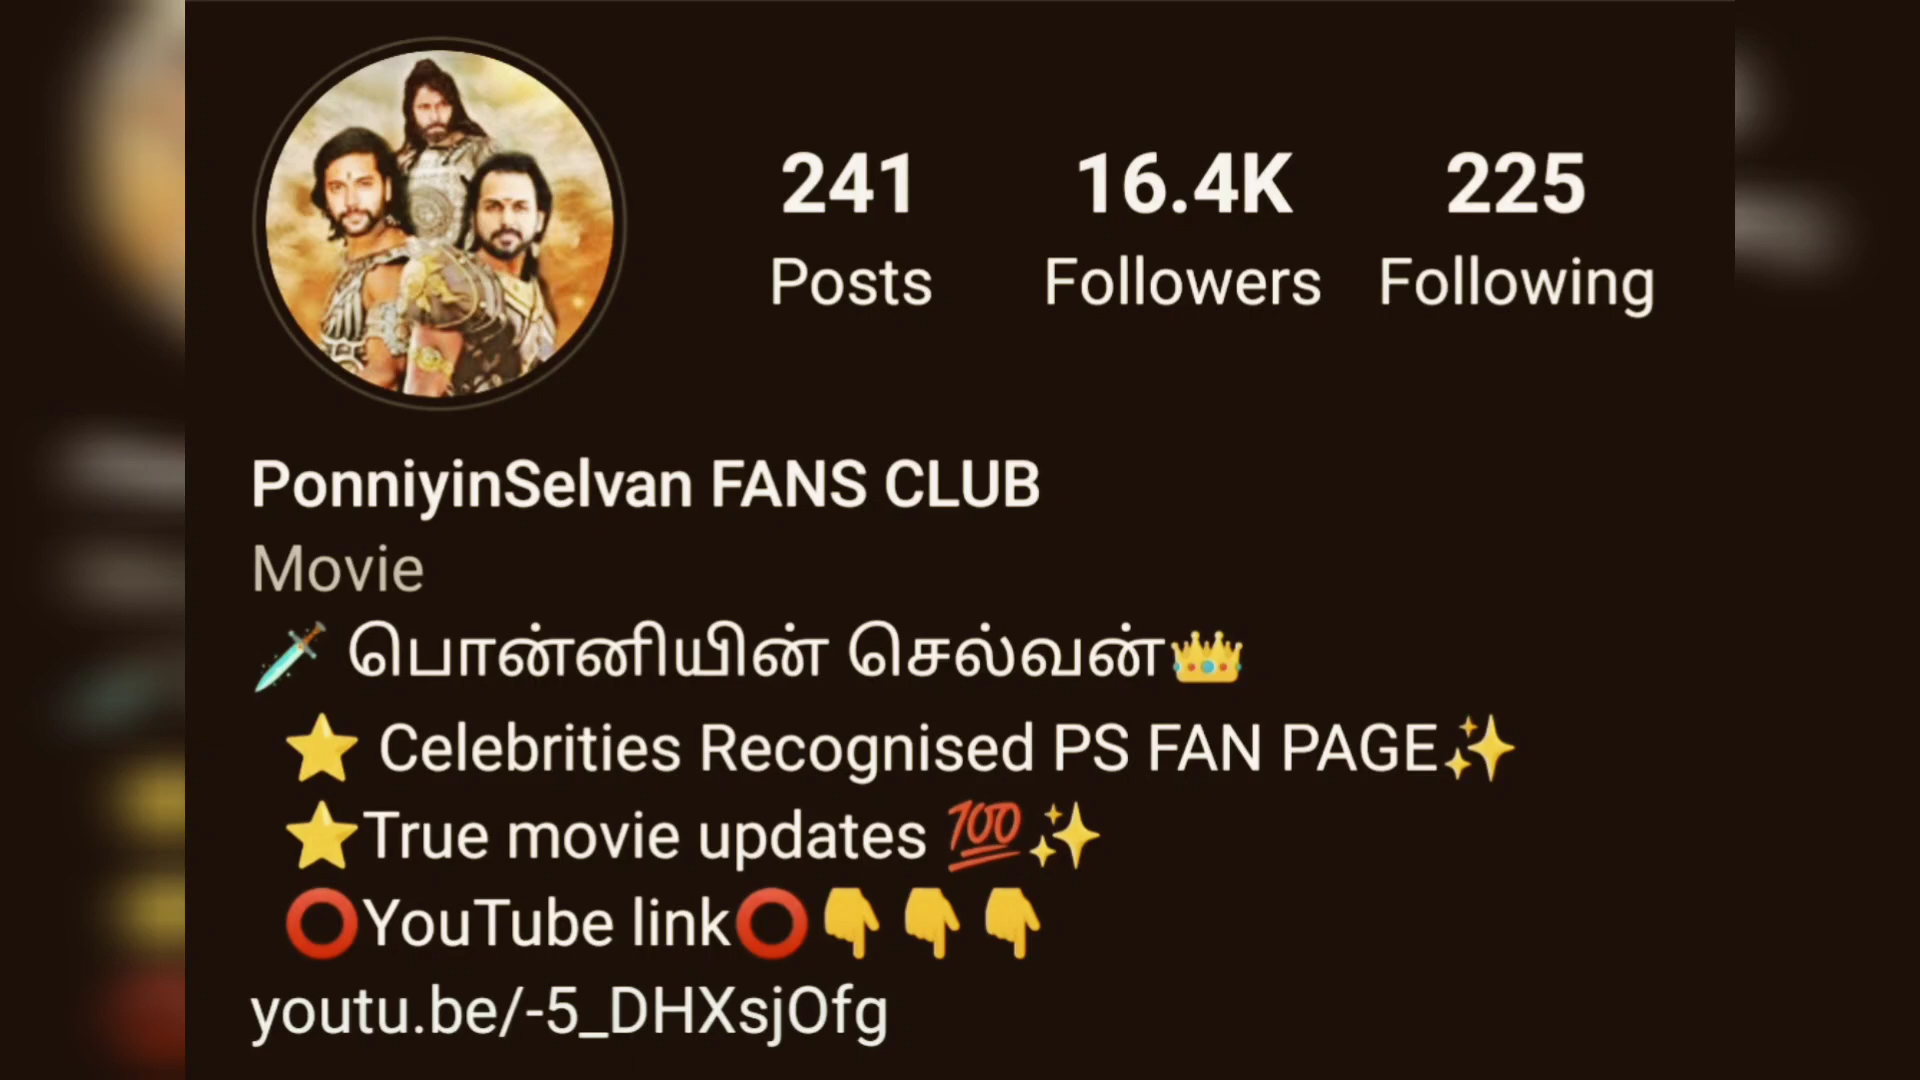 241 16.4K 225
Posts Followers Following
PonniyinSelvan FANS CLUB
Movie
🗡️ பொன்னியின் செல்வன்👑
⭐ Celebrities Recognised PS FAN PAGE✨
⭐True movie updates 💯✨
⭕YouTube link⭕👇👇👇
youtu.be/-5_DHXsjOfg